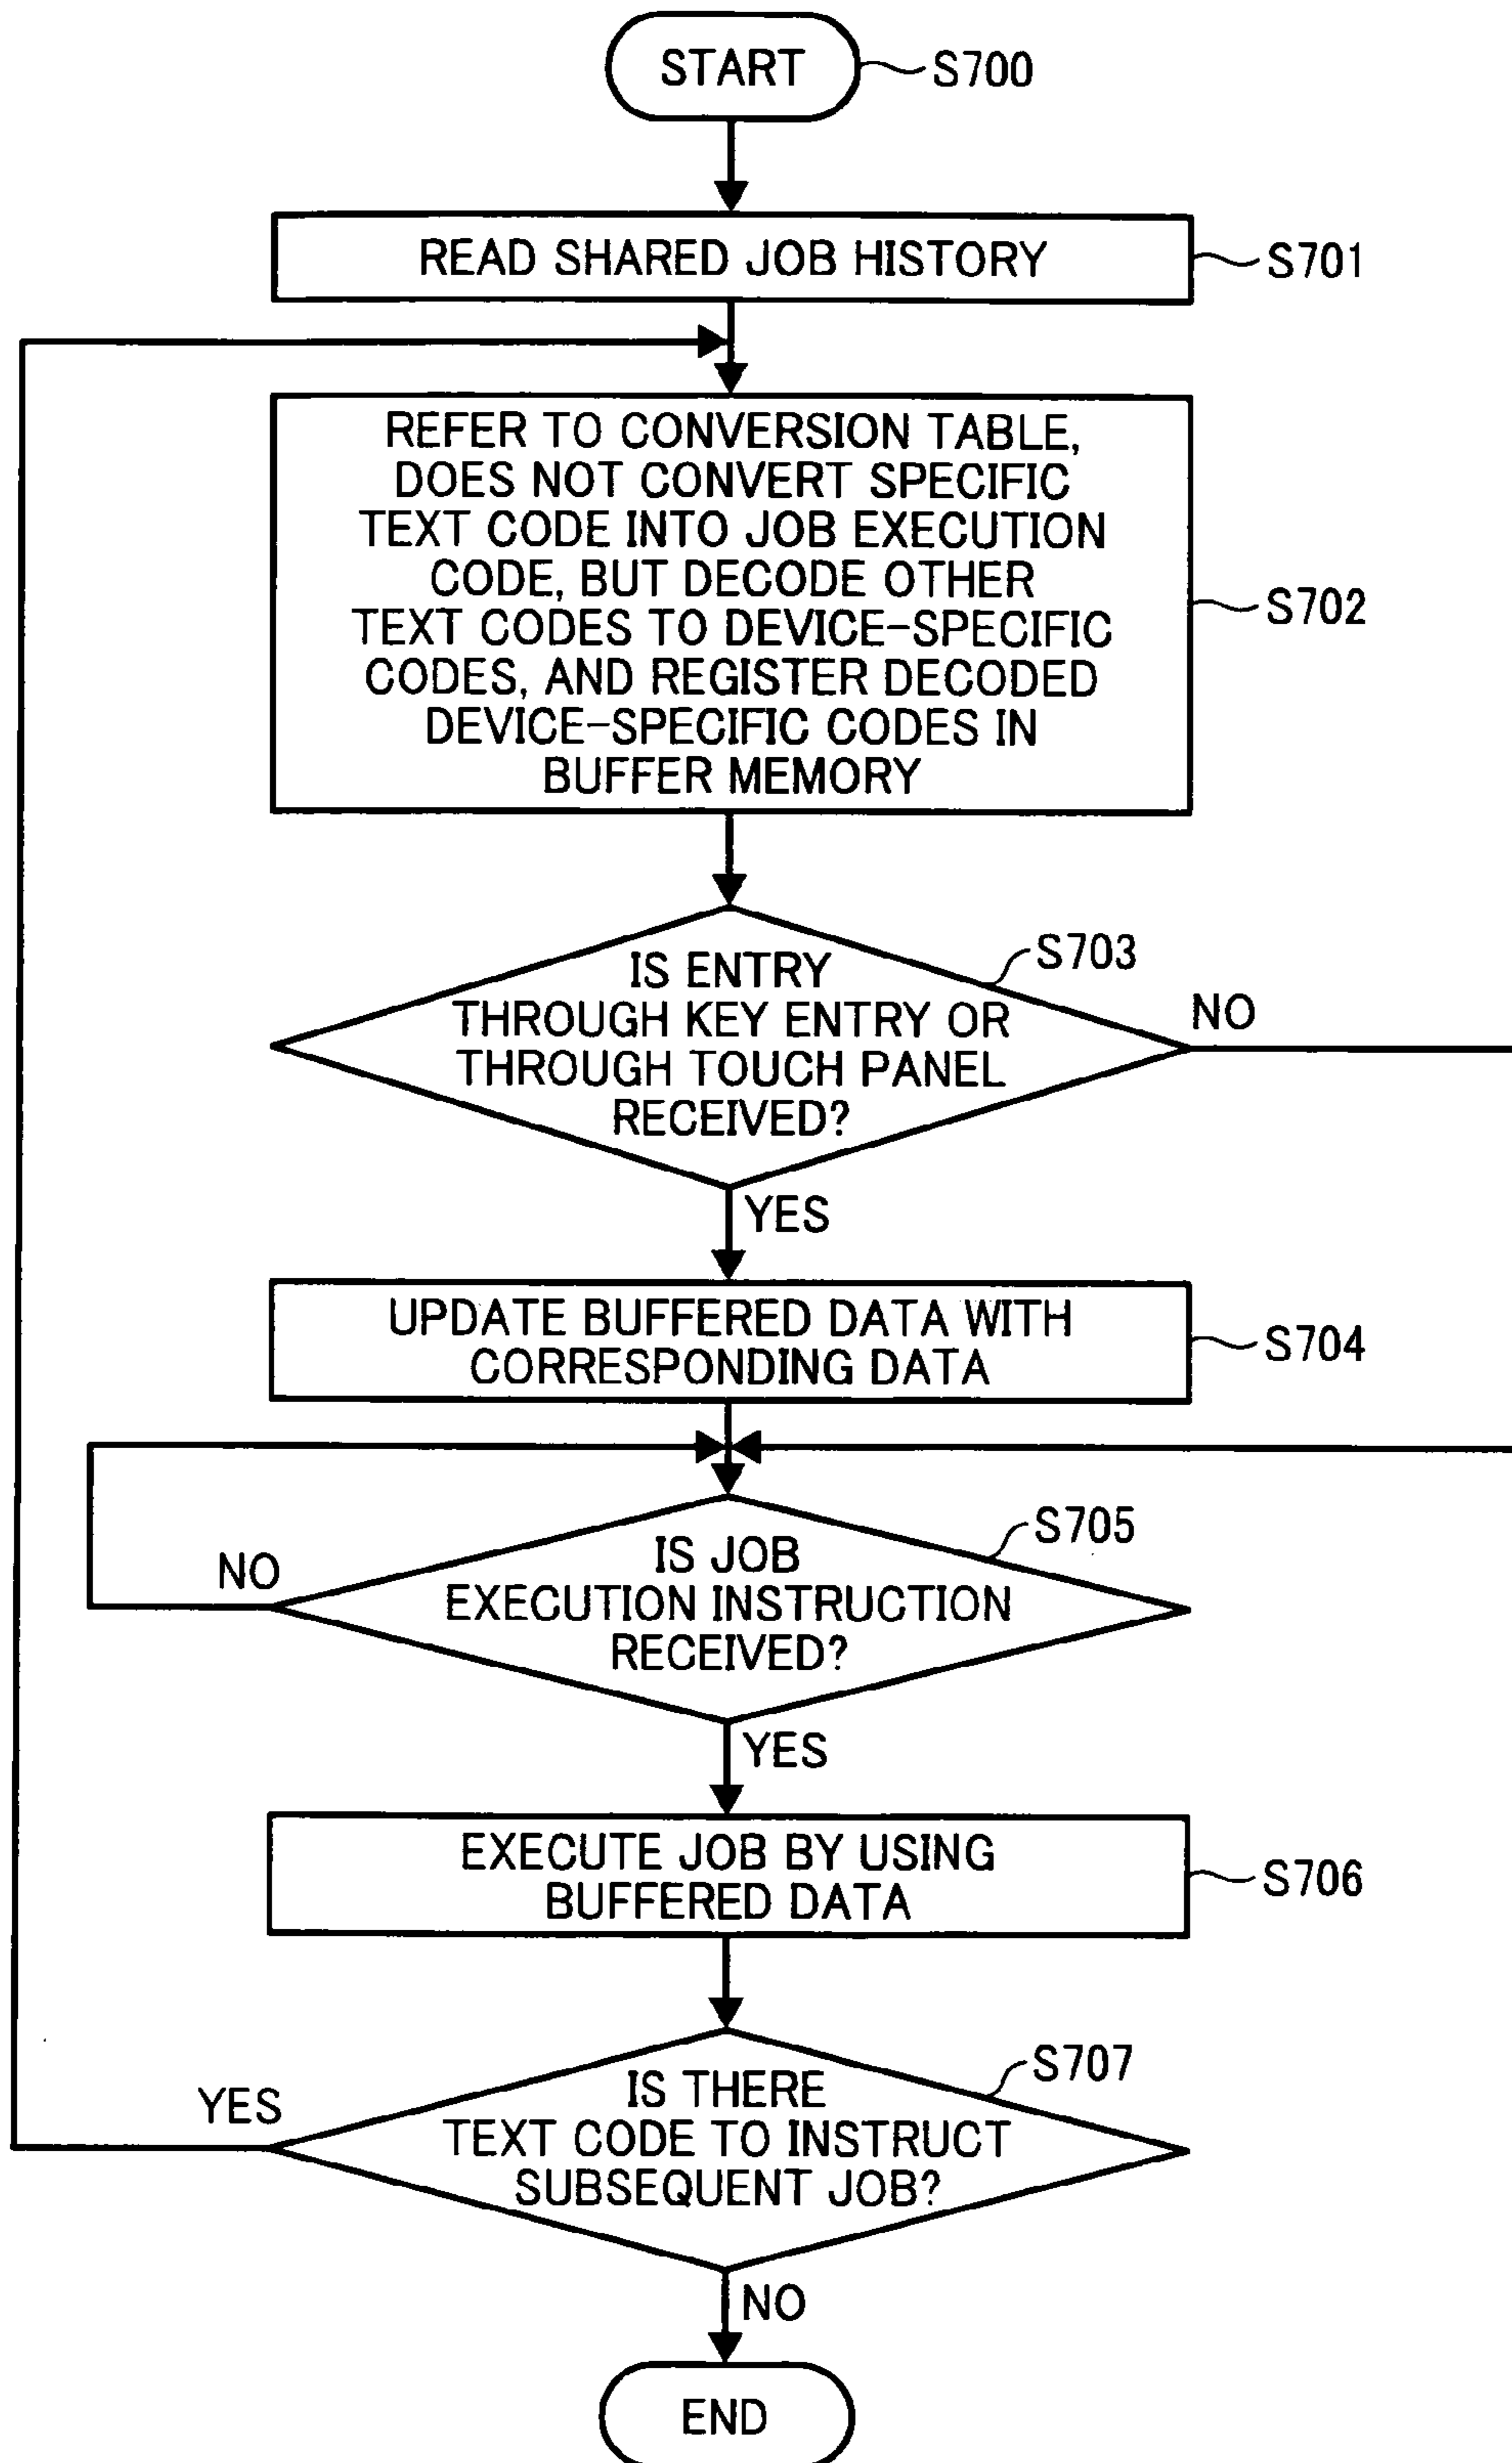 START
S700
READ SHARED JOB HISTORY
S701
REFER TO CONVERSION TABLE,
DOES NOT CONVERT SPECIFIC
TEXT CODE INTO JOB EXECUTION
CODE, BUT DECODE OTHER
TEXT CODES TO DEVICE-SPECIFIC
CODES, AND REGISTER DECODED
DEVICE-SPECIFIC CODES IN
BUFFER MEMORY
S702
IS ENTRY
THROUGH KEY ENTRY OR
THROUGH TOUCH PANEL
RECEIVED?
S703
NO
YES
UPDATE BUFFERED DATA WITH
CORRESPONDING DATA
S704
IS JOB
EXECUTION INSTRUCTION
RECEIVED?
S705
NO
YES
EXECUTE JOB BY USING
BUFFERED DATA
S706
IS THERE
TEXT CODE TO INSTRUCT
SUBSEQUENT JOB?
S707
YES
NO
END